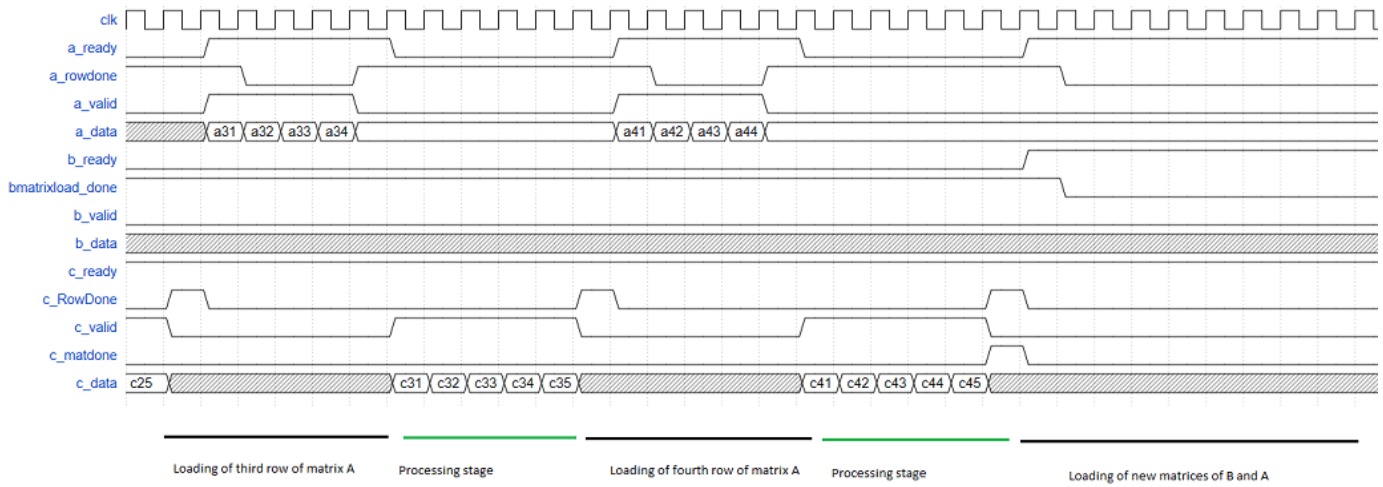 clk
a_ready
a_rowdone
a_valid
a_data a31 a32 a33 a34 a41 a42 a43 a44
b_ready
bmatrixload_done
b_valid
b_data
c_ready
c_RowDone
c_valid
c_matdone
c_data c25 c31 c32 c33 c34 c35 c41 c42 c43 c44 c45
Loading of third row of matrix A Processing stage Loading of fourth row of matrix A Processing stage Loading of new matrices of B and A